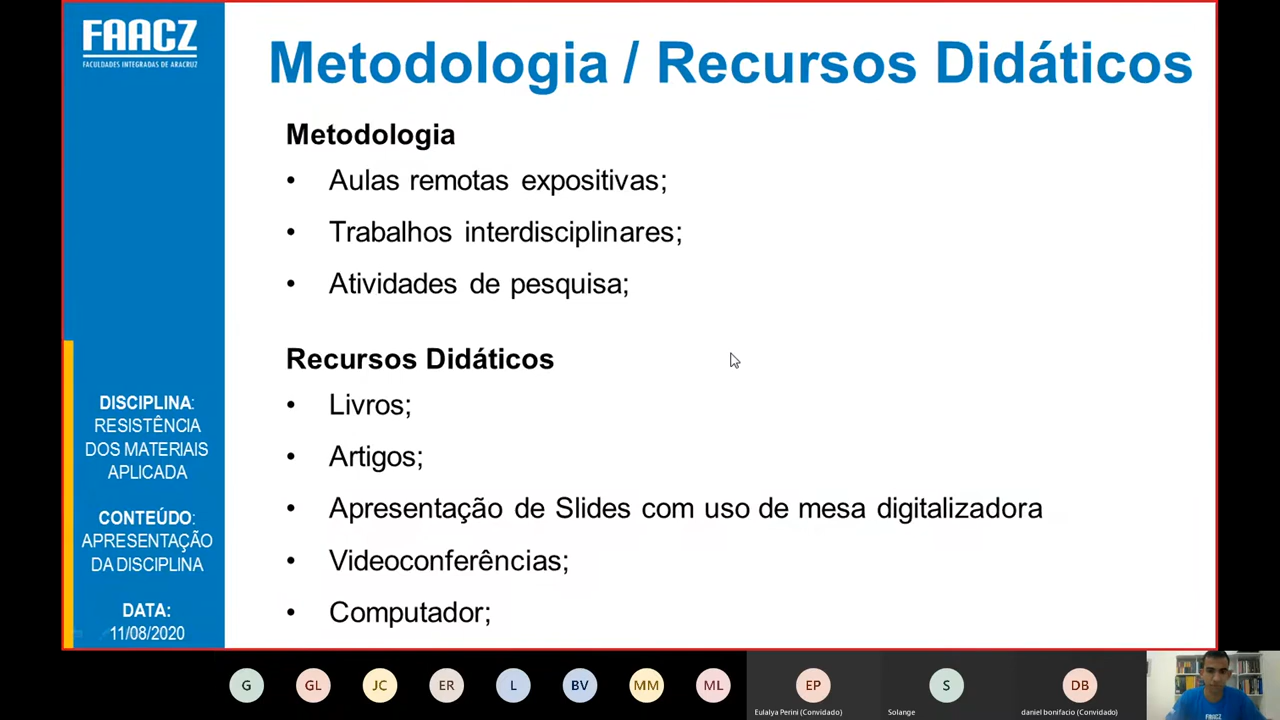 FAACZ
FACULDADES INTEGRADAS DE ARACRUZ
Metodologia / Recursos Didáticos
Metodologia
• Aulas remotas expositivas;
• Trabalhos interdisciplinares;
• Atividades de pesquisa;
Recursos Didáticos
• Livros;
• Artigos;
• Apresentação de Slides com uso de mesa digitalizadora
• Videoconferências;
• Computador;
DISCIPLINA:
RESISTÊNCIA
DOS MATERIAIS
APLICADA
CONTEÚDO:
APRESENTAÇÃO
DA DISCIPLINA
DATA:
11/08/2020
G GL JC ER L BV MM ML EP S DB
Eulalya Perini (Convidado) Solange daniel bonifacio (Convidado)
FAACZ